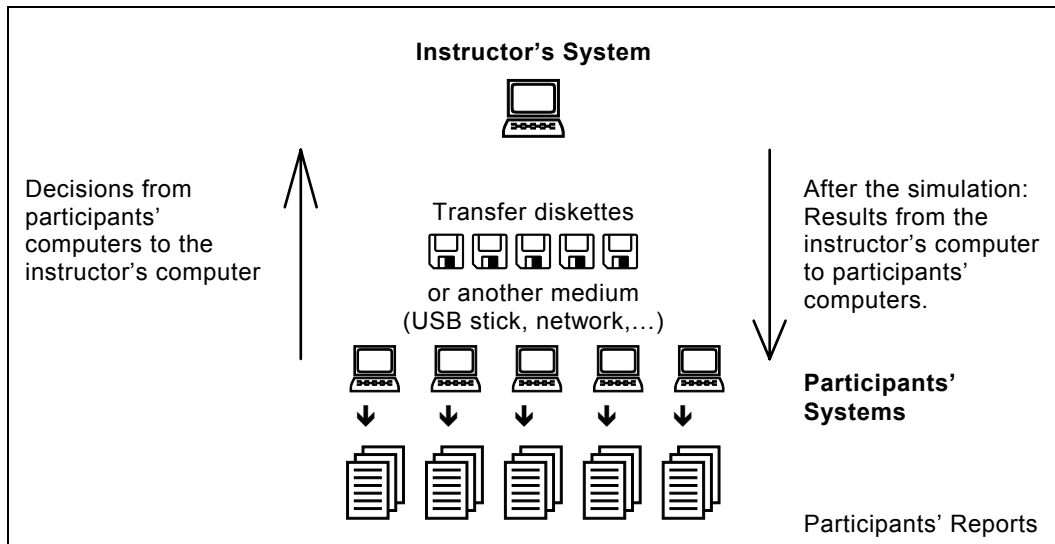 Instructor's System
Decisions from
participants'
computers to the
instructor's computer
Transfer diskettes
or another medium
(USB stick, network,…)
After the simulation:
Results from the
instructor's computer
to participants'
computers.
Participants'
Systems
Participants' Reports